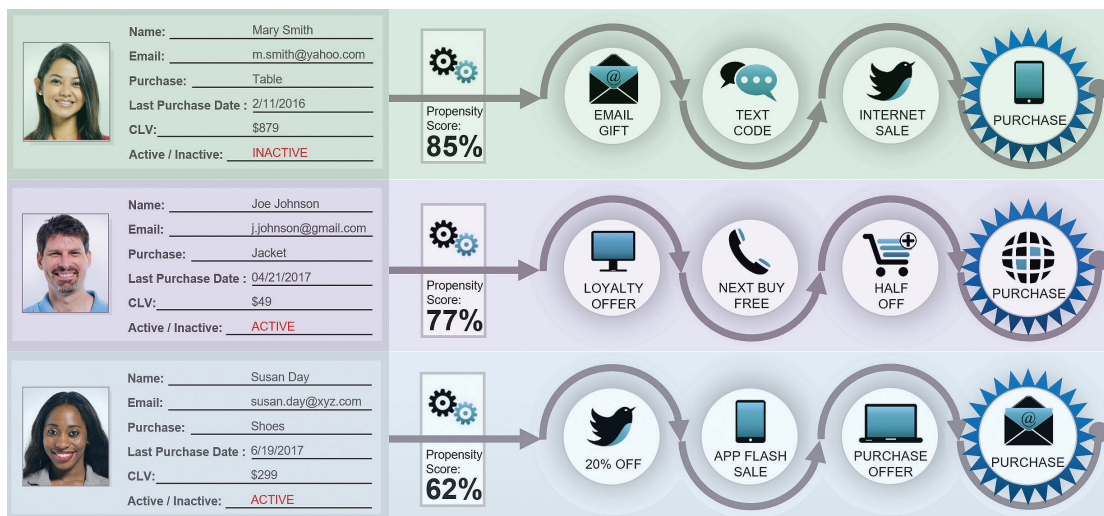 Name: Mary Smith
Email: m.smith@yahoo.com
Purchase: Table
Last Purchase Date : 2/11/2016
CLV: $879
Active / Inactive: INACTIVE
Propensity
Score:
85%
EMAIL
GIFT
TEXT
CODE
INTERNET
SALE
PURCHASE
Name: Joe Johnson
Email: j.johnson@gmail.com
Purchase: Jacket
Last Purchase Date : 04/21/2017
CLV: $49
Active / Inactive: ACTIVE
Propensity
Score:
77%
LOYALTY
OFFER
NEXT BUY
FREE
HALF
OFF
PURCHASE
Name: Susan Day
Email: susan.day@xyz.com
Purchase: Shoes
Last Purchase Date : 6/19/2017
CLV: $299
Active / Inactive: ACTIVE
Propensity
Score:
62%
20% OFF
APP FLASH
SALE
PURCHASE
OFFER
@
PURCHASE